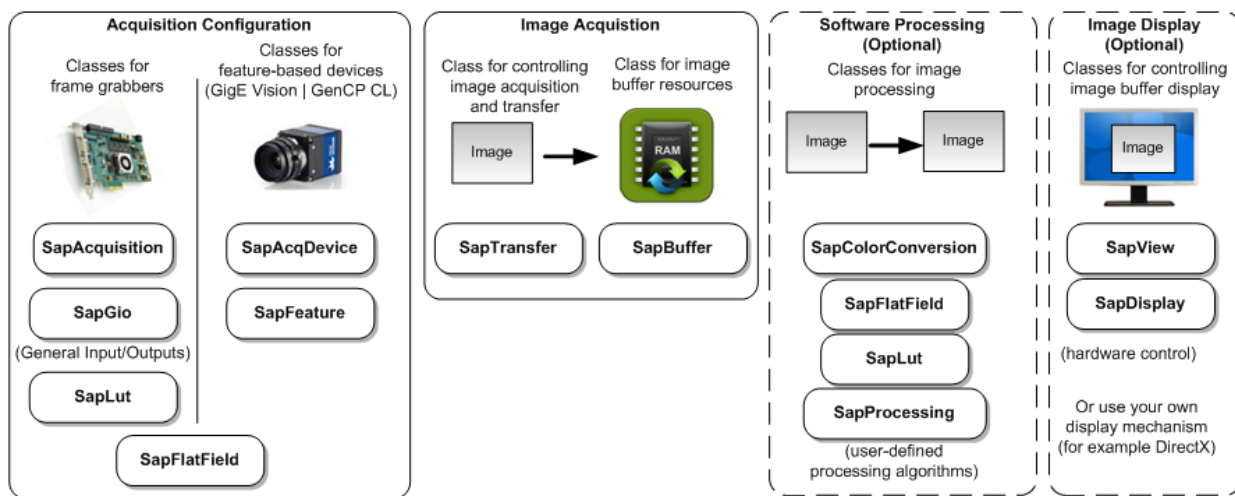 Acquisition Configuration
Classes for
frame grabbers
Classes for
feature-based devices
(GigE Vision | GenCP CL)
SapAcquisition
SapAcqDevice
SapGio
SapFeature
(General Input/Outputs)
SapLut
SapFlatField
Image Acquistion
Class for controlling
image acquisition
and transfer
Class for image
buffer resources
Image
RAM
SapTransfer
SapBuffer
Software Processing
(Optional)
Classes for image
processing
Image
Image
SapColorConversion
SapFlatField
SapLut
SapProcessing
(user-defined
processing algorithms)
Image Display
(Optional)
Classes for controlling
image buffer display
Image
SapView
SapDisplay
(hardware control)
Or use your own
display mechanism
(for example DirectX)